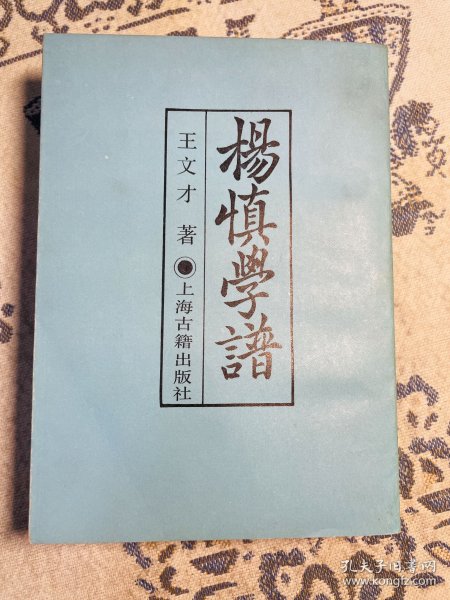 楊慎學譜
王文才 著
上海古籍出版社
孔夫子旧书网
www.kongfz.com